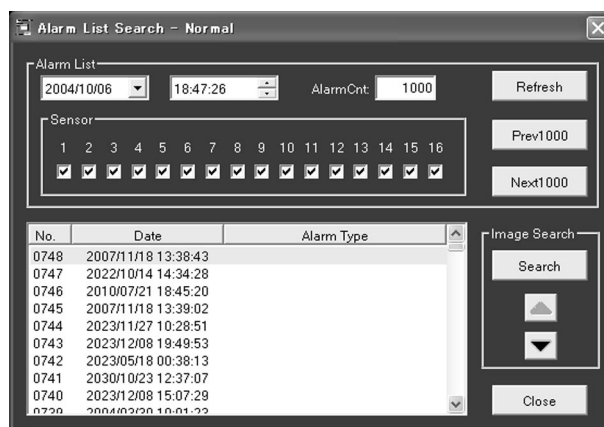 Alarm List Search - Normal
Alarm List
2004/10/06 18:47:26 AlarmCnt: 1000 Refresh
Sensor
1 2 3 4 5 6 7 8 9 10 11 12 13 14 15 16
Prev1000
Next1000
No. Date Alarm Type
0748 2007/11/18 13:38:43
0747 2022/10/14 14:34:28
0746 2010/07/21 18:45:20
0745 2007/11/18 13:39:02
0744 2023/11/27 10:28:51
0743 2023/12/08 19:49:53
0742 2023/05/18 00:38:13
0741 2030/10/23 12:37:07
0740 2023/12/08 15:07:29
Image Search
Search
Close